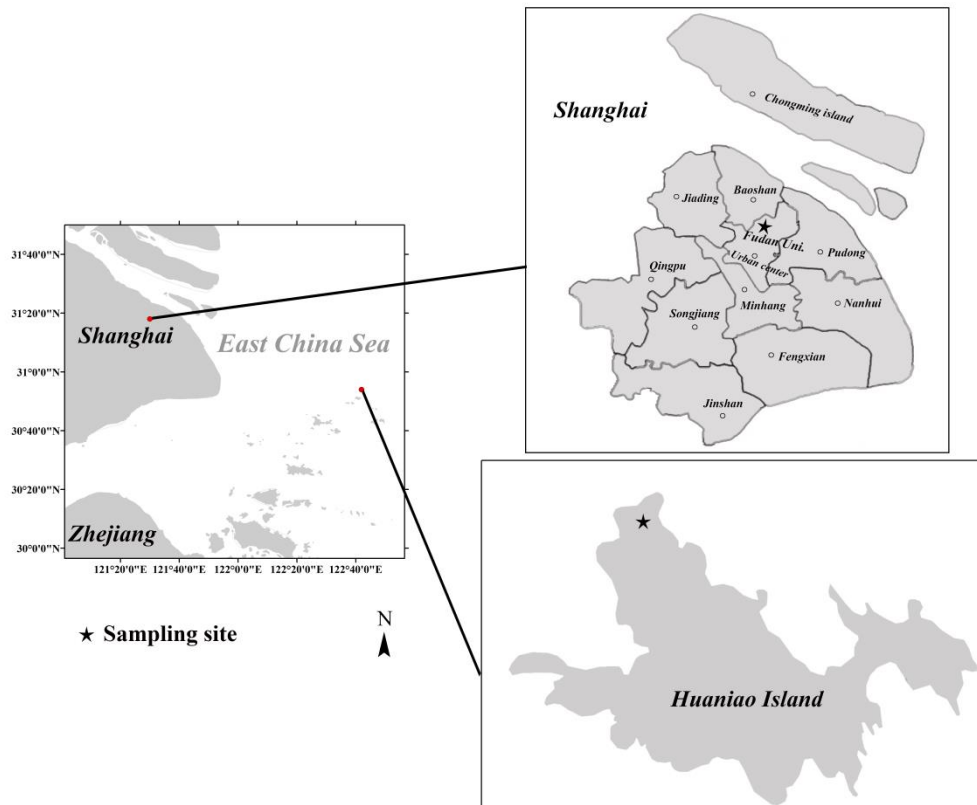 Shanghai
Chongming island
Baoshan
Jiading
Fudan Uni.
Pudong
Urban center
Qingpu
Minhang
Nanhui
Songjiang
Fengxian
Jinshan
31°40'0"N
31°20'0"N
31°0'0"N
30°40'0"N
30°20'0"N
30°0'0"N
Shanghai
East China Sea
Zhejiang
121°20'0"E 121°40'0"E 122°0'0"E 122°20'0"E 122°40'0"E
N
★ Sampling site
Huaniao Island